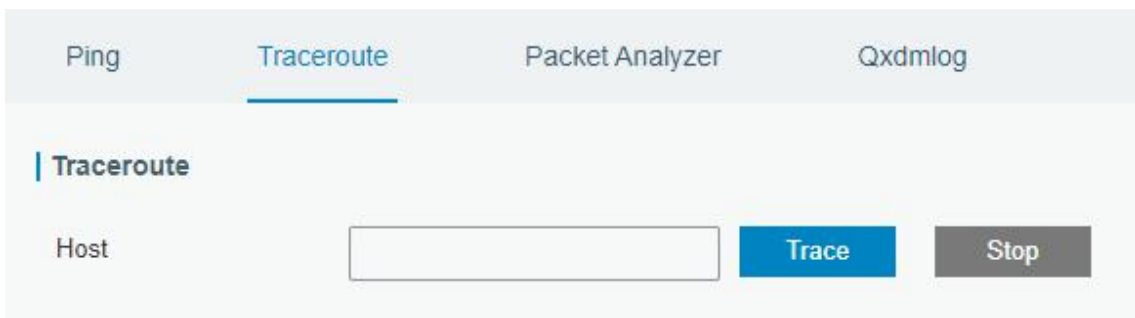 Ping Traceroute Packet Analyzer Qxdmlog
Traceroute
Host Trace Stop